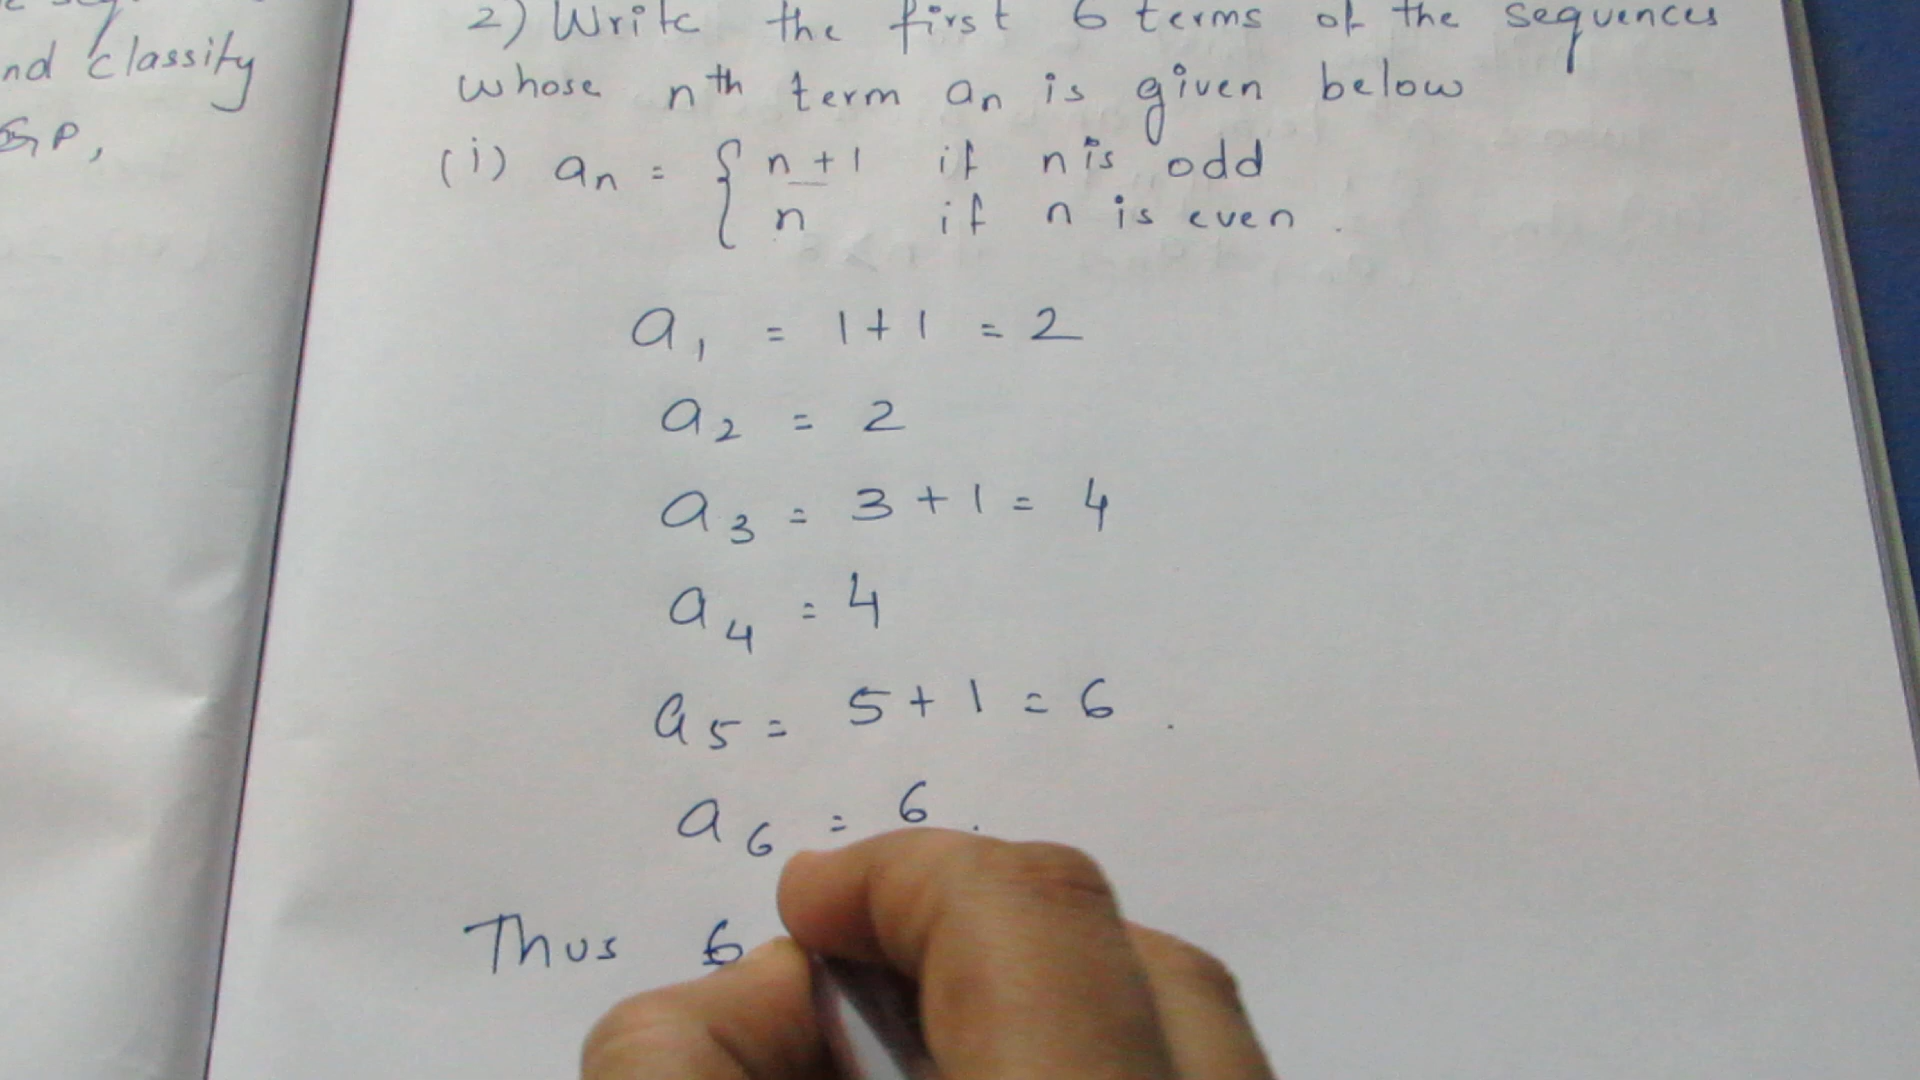 nd classify
GP,
2) Write the first 6 terms of the sequences
whose nth term an is given below
(i) an = { n+1 if n is odd
n if n is even.
a1 = 1+1 = 2
a2 = 2
a3 = 3+1 = 4
a4 = 4
a5 = 5+1 = 6.
a6 = 6.
Thus 6